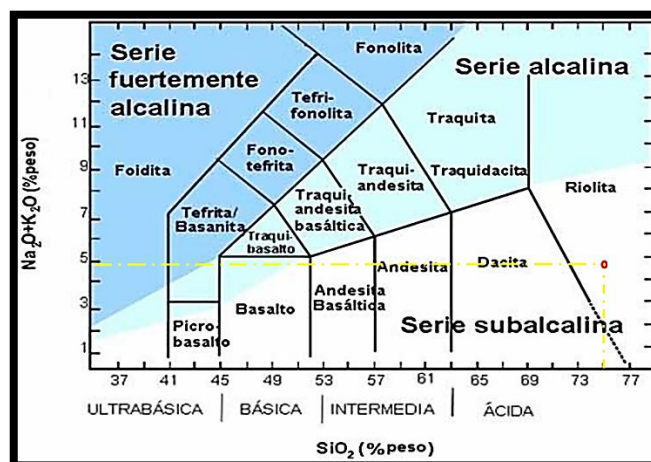 Serie
fuertemente
alcalina
Fonolita
Serie alcalina
Tefri-
fonolita
Traquita
Fono-
tefrita
Foidita
Traqui-
andesita
Traquidacita
Riolita
Tefrita/
Basanita
Traqui
andesita
basáltica
Traqui-
basalto
Andesita
Dacita
Basalto
Andesita
Basáltica
Serie subalcalina
Picro-
basalto
Na2O+K2O (%peso)
13
11
9
7
5
3
1
37 41 45 49 53 57 63 65 69 75 77
ULTRABÁSICA BÁSICA INTERMEDIA ÁCIDA
SiO2 (%peso)